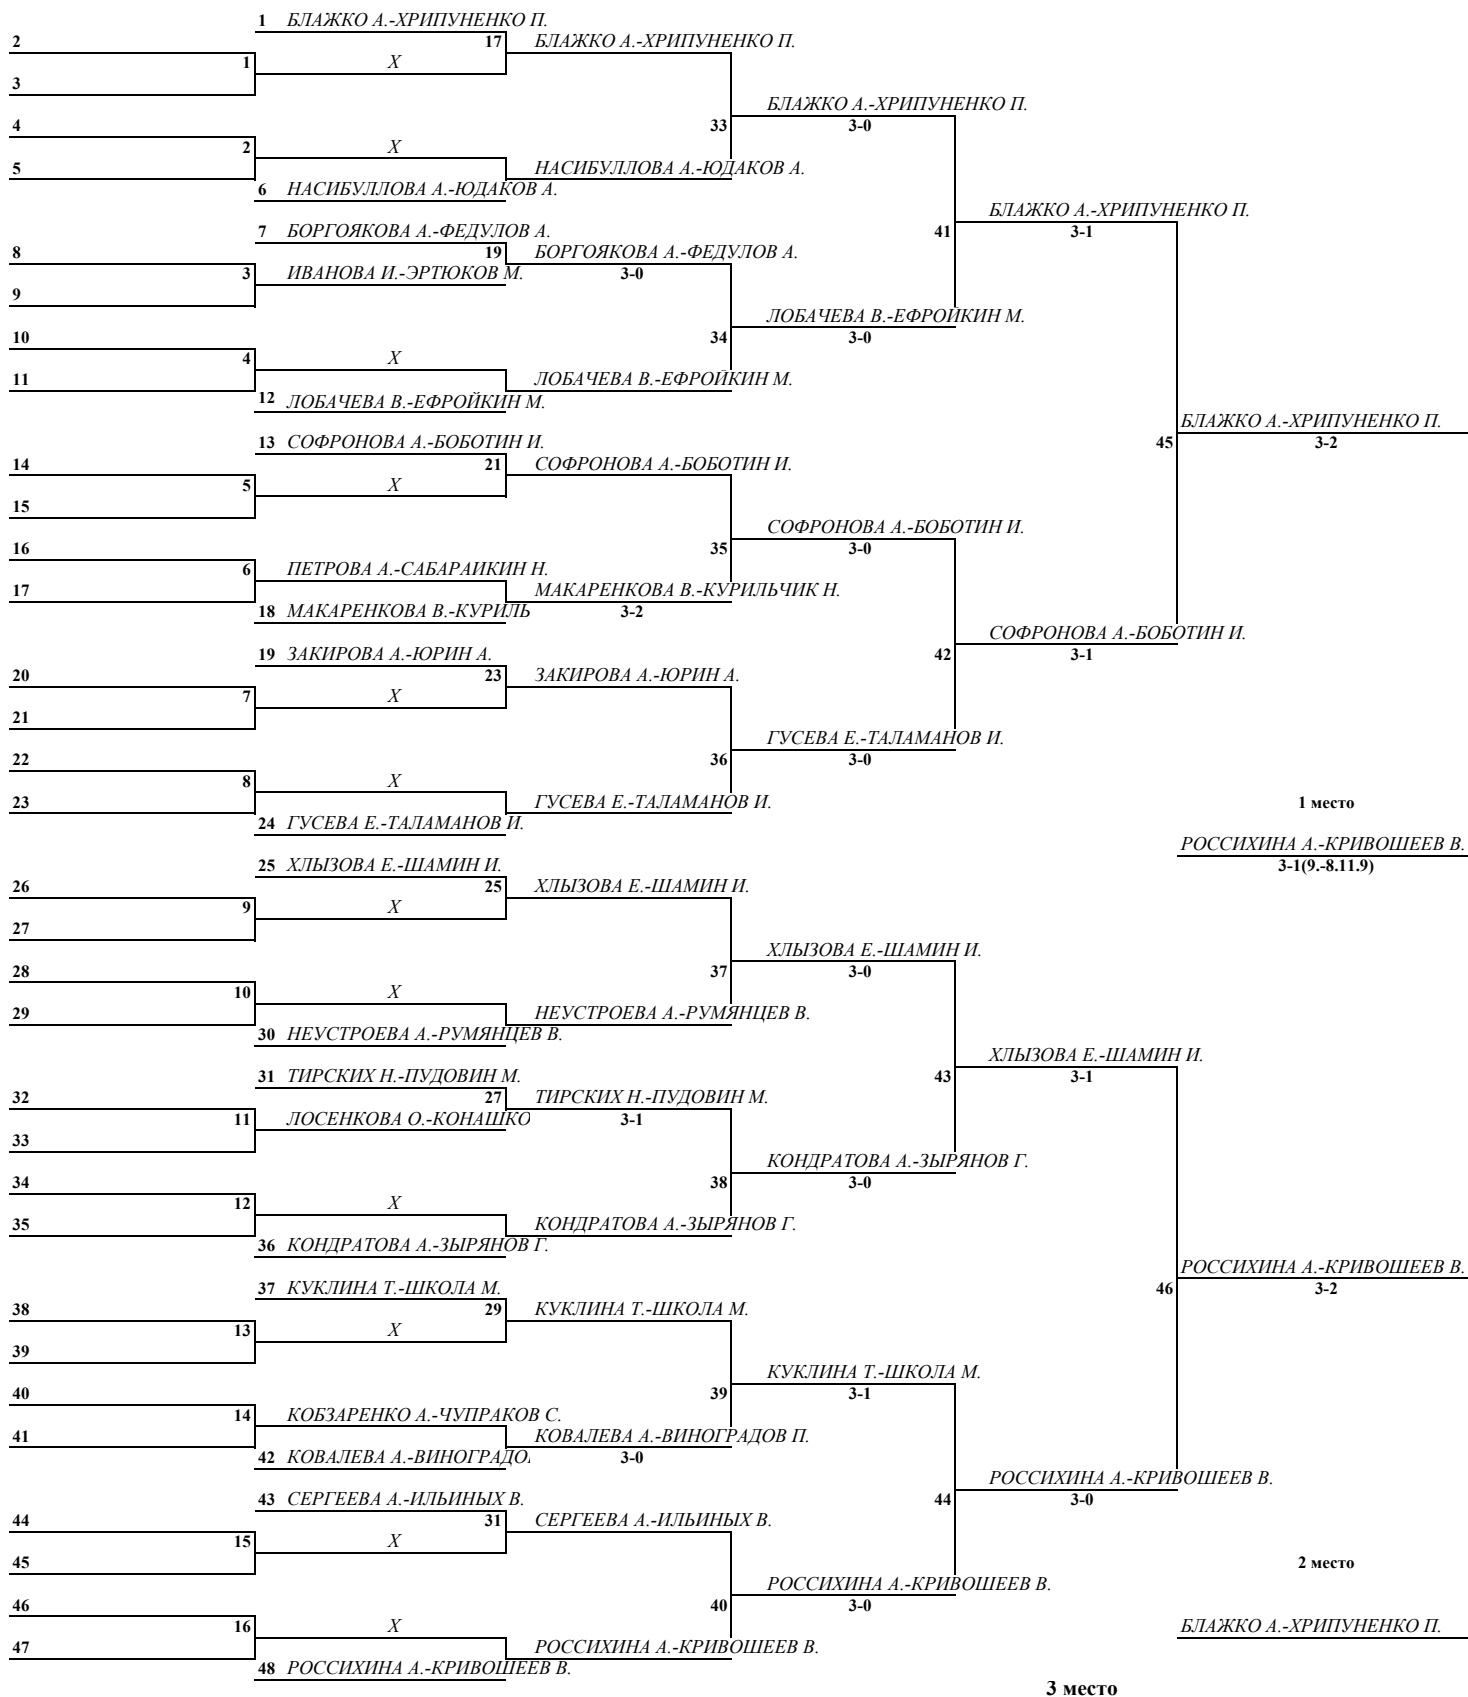 1 БЛАЖКО А.-ХРИПУНЕНКО П.
2 17 БЛАЖКО А.-ХРИПУНЕНКО П.
1 X
3
БЛАЖКО А.-ХРИПУНЕНКО П.
4 33 3-0
2 X
5 НАСИБУЛЛОВА А.-ЮДАКОВ А.
6 НАСИБУЛЛОВА А.-ЮДАКОВ А.
БЛАЖКО А.-ХРИПУНЕНКО П.
7 БОРГОЯКОВА А.-ФЕДУЛОВ А. 41 3-1
8 19 БОРГОЯКОВА А.-ФЕДУЛОВ А.
3 ИВАНОВА И.-ЭРТЮКОВ М. 3-0
9
ЛОБАЧЕВА В.-ЕФРОЙКИН М.
10 34 3-0
4 X
11 ЛОБАЧЕВА В.-ЕФРОЙКИН М.
12 ЛОБАЧЕВА В.-ЕФРОЙКИН М.
БЛАЖКО А.-ХРИПУНЕНКО П.
13 СОФРОНОВА А.-БОБОТИН И. 45 3-2
14 21 СОФРОНОВА А.-БОБОТИН И.
5 X
15
СОФРОНОВА А.-БОБОТИН И.
16 35 3-0
6 ПЕТРОВА А.-САБАРАИКИН Н.
17 МАКАРЕНКОВА В.-КУРИЛЬЧИК Н.
18 МАКАРЕНКОВА В.-КУРИЛЬ 3-2
СОФРОНОВА А.-БОБОТИН И.
19 ЗАКИРОВА А.-ЮРИН А. 42 3-1
20 23 ЗАКИРОВА А.-ЮРИН А.
7 X
21
ГУСЕВА Е.-ТАЛАМАНОВ И.
22 36 3-0
8 X
23 ГУСЕВА Е.-ТАЛАМАНОВ И. 1 место
24 ГУСЕВА Е.-ТАЛАМАНОВ И.
РОССИХИНА А.-КРИВОШЕЕВ В.
25 ХЛЫЗОВА Е.-ШАМИН И. 3-1(9.-8.11.9)
26 25 ХЛЫЗОВА Е.-ШАМИН И.
9 X
27
ХЛЫЗОВА Е.-ШАМИН И.
28 37 3-0
10 X
29 НЕУСТРОЕВА А.-РУМЯНЦЕВ В.
30 НЕУСТРОЕВА А.-РУМЯНЦЕВ В.
ХЛЫЗОВА Е.-ШАМИН И.
31 ТИРСКИХ Н.-ПУДОВИН М. 43 3-1
32 27 ТИРСКИХ Н.-ПУДОВИН М.
11 ЛОСЕНКОВА О.-КОНАШКО 3-1
33
КОНДРАТОВА А.-ЗЫРЯНОВ Г.
34 38 3-0
12 X
35 КОНДРАТОВА А.-ЗЫРЯНОВ Г.
36 КОНДРАТОВА А.-ЗЫРЯНОВ Г.
РОССИХИНА А.-КРИВОШЕЕВ В.
37 КУКЛИНА Т.-ШКОЛА М. 46 3-2
38 29 КУКЛИНА Т.-ШКОЛА М.
13 X
39
КУКЛИНА Т.-ШКОЛА М.
40 39 3-1
14 КОБЗАРЕНКО А.-ЧУПРАКОВ С.
41 КОВАЛЕВА А.-ВИНОГРАДОВ П.
42 КОВАЛЕВА А.-ВИНОГРАДО 3-0
РОССИХИНА А.-КРИВОШЕЕВ В.
43 СЕРГЕЕВА А.-ИЛЬИНЫХ В. 44 3-0
44 31 СЕРГЕЕВА А.-ИЛЬИНЫХ В.
15 X
45 2 место
РОССИХИНА А.-КРИВОШЕЕВ В.
46 40 3-0
16 X БЛАЖКО А.-ХРИПУНЕНКО П.
47 РОССИХИНА А.-КРИВОШЕЕВ В.
48 РОССИХИНА А.-КРИВОШЕЕВ В.
3 место